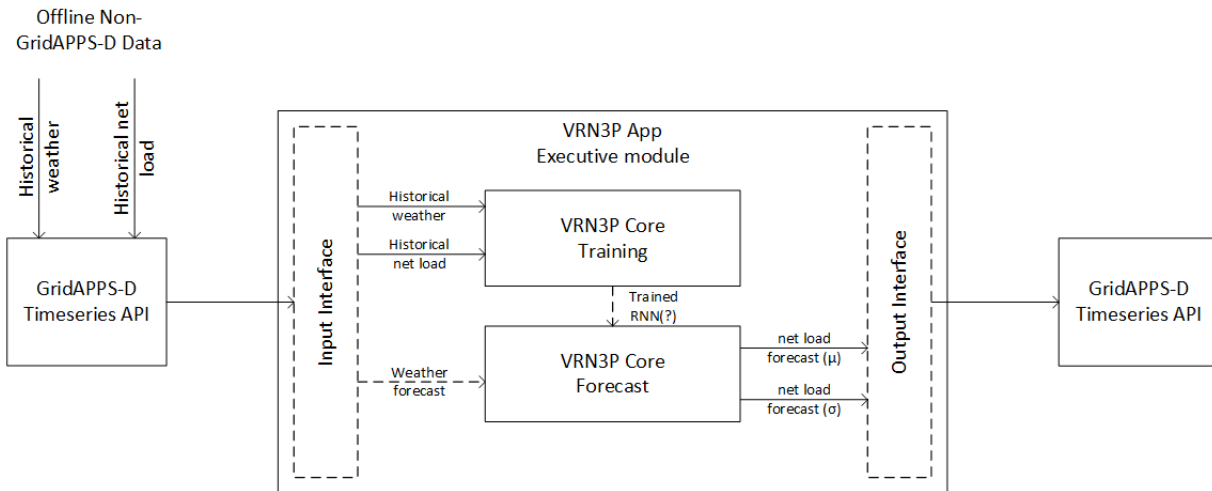 Offline Non-
GridAPPS-D Data
Historical
weather
Historical net
load
GridAPPS-D
Timeseries API
VRN3P App
Executive module
Input Interface
Historical
weather
Historical
net load
VRN3P Core
Training
Trained
RNN(?)
Weather
forecast
VRN3P Core
Forecast
net load
forecast (μ)
net load
forecast (σ)
Output Interface
GridAPPS-D
Timeseries API